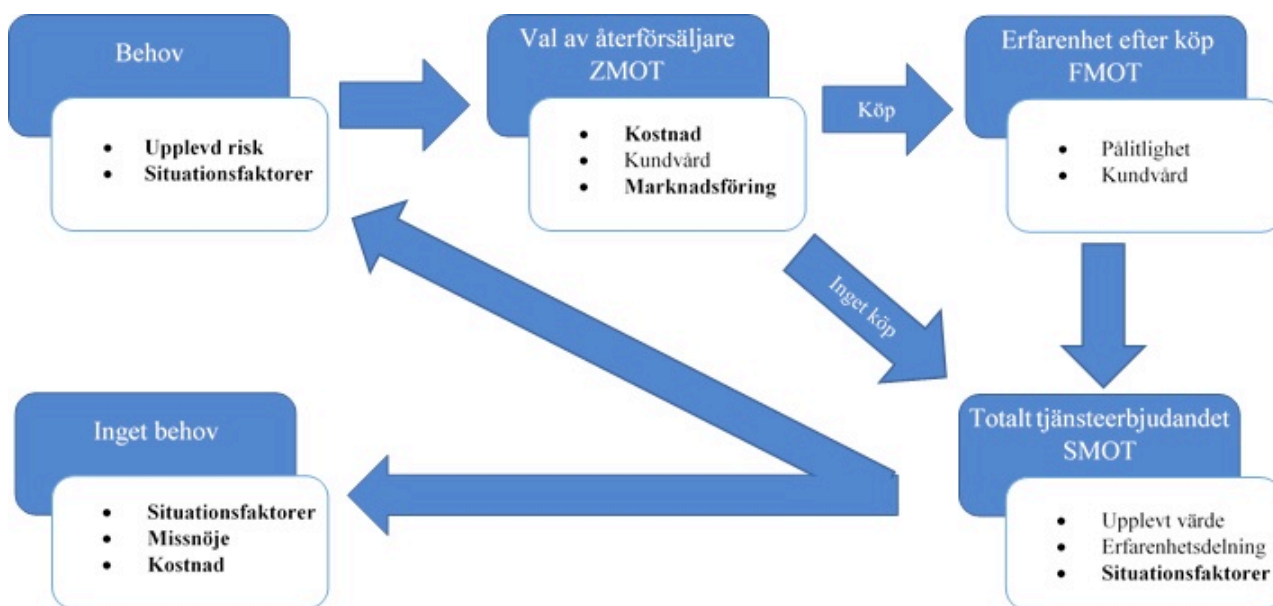 Behov
• Upplevd risk
• Situationsfaktorer
Val av återförsäljare
ZMOT
• Kostnad
• Kundvård
• Marknadsföring
Köp
Erfarenhet efter köp
FMOT
• Pålitlighet
• Kundvård
Inget köp
Inget behov
• Situationsfaktorer
• Missnöje
• Kostnad
Totalt tjänsteerbjudandet
SMOT
• Upplevt värde
• Erfarenhetsdelning
• Situationsfaktorer